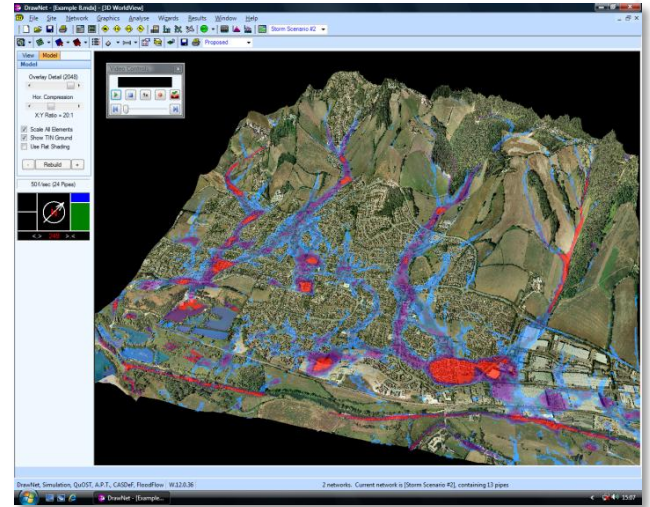 DrawNet - [Example B.mdx] - [3D WorldView]
File Site Network Graphics Analyse Wizards Results Window Help
Storm Scenario #2
Proposed
View Model
Model
Overlay Detail (2048)
Hor. Compression
X:Y Ratio = 20:1
Scale All Elements
Show TIN Ground
Use Flat Shading
- Rebuild +
501/sec (24 Pipes)
DrawNet, Simulation, QuOST, A.P.T., CASDeF, FloodFlow W.12.0.36
2 networks. Current network is [Storm Scenario #2], containing 13 pipes
DrawNet - [Example...
15:07